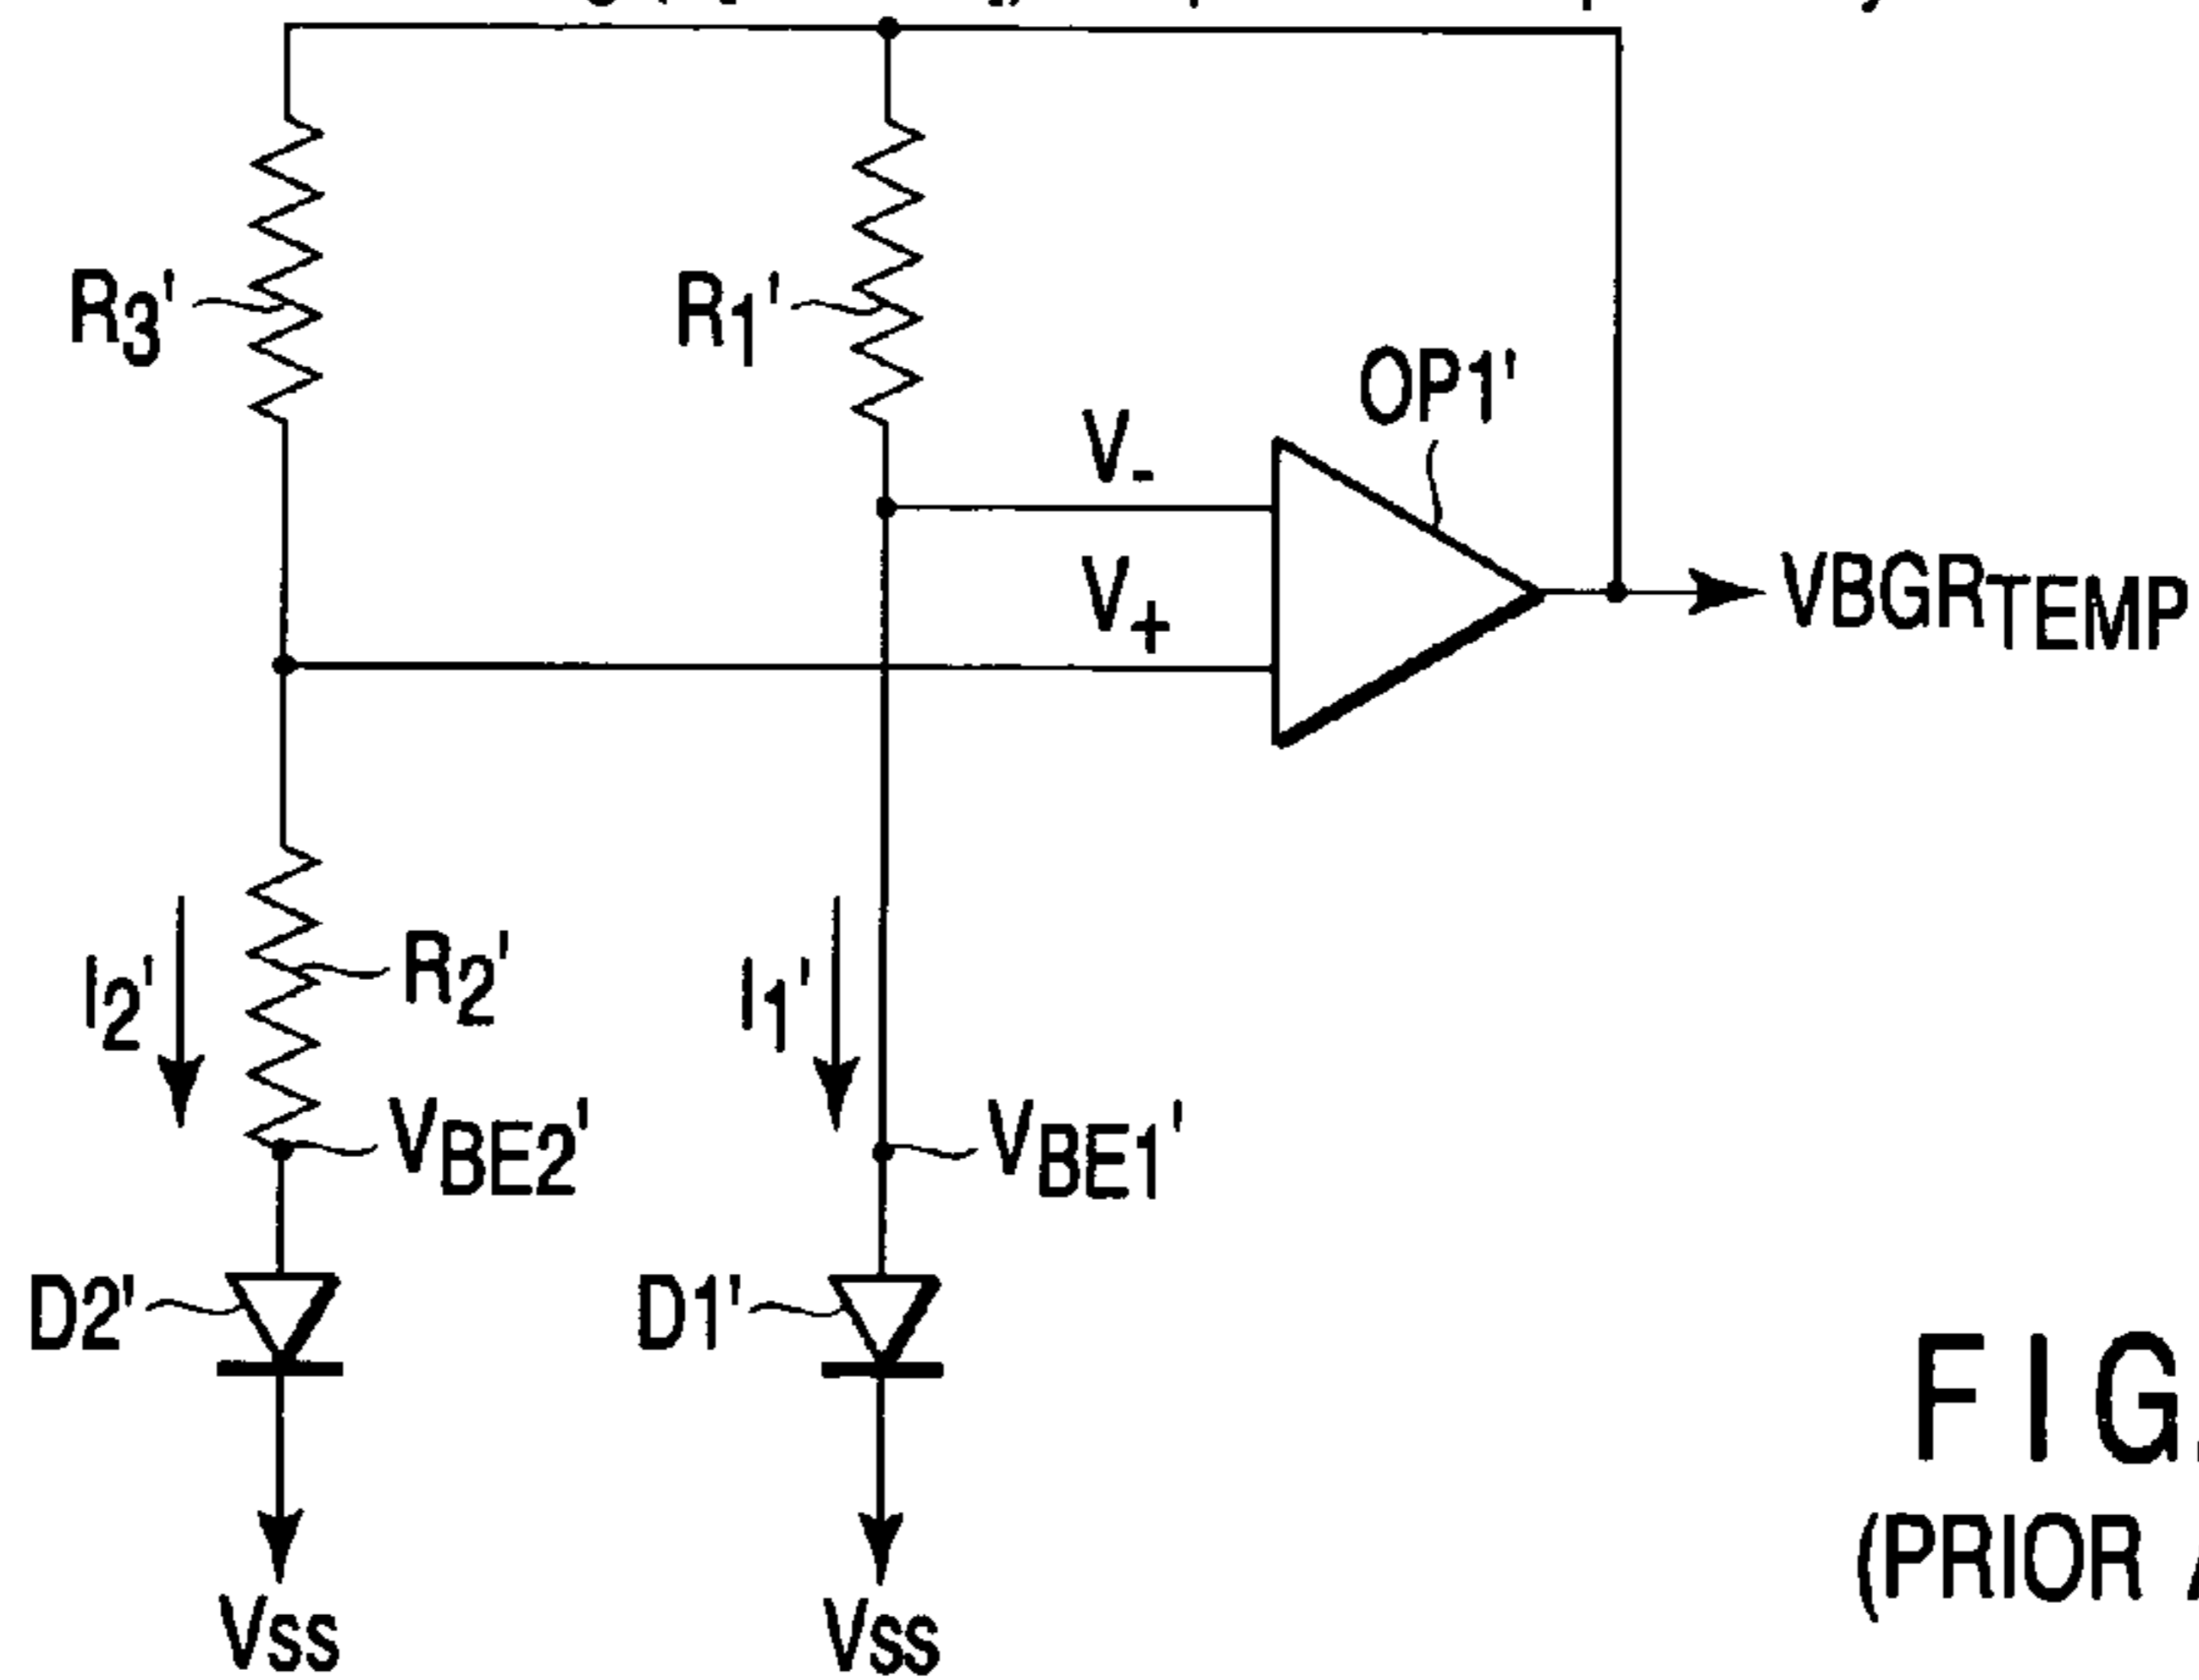 R3'
R1'
OP1'
V-
V+
VBGRTEMP
I2'
R2'
I1'
VBE2'
VBE1'
D2'
D1'
FIG.
(PRIOR
VSS
VSS